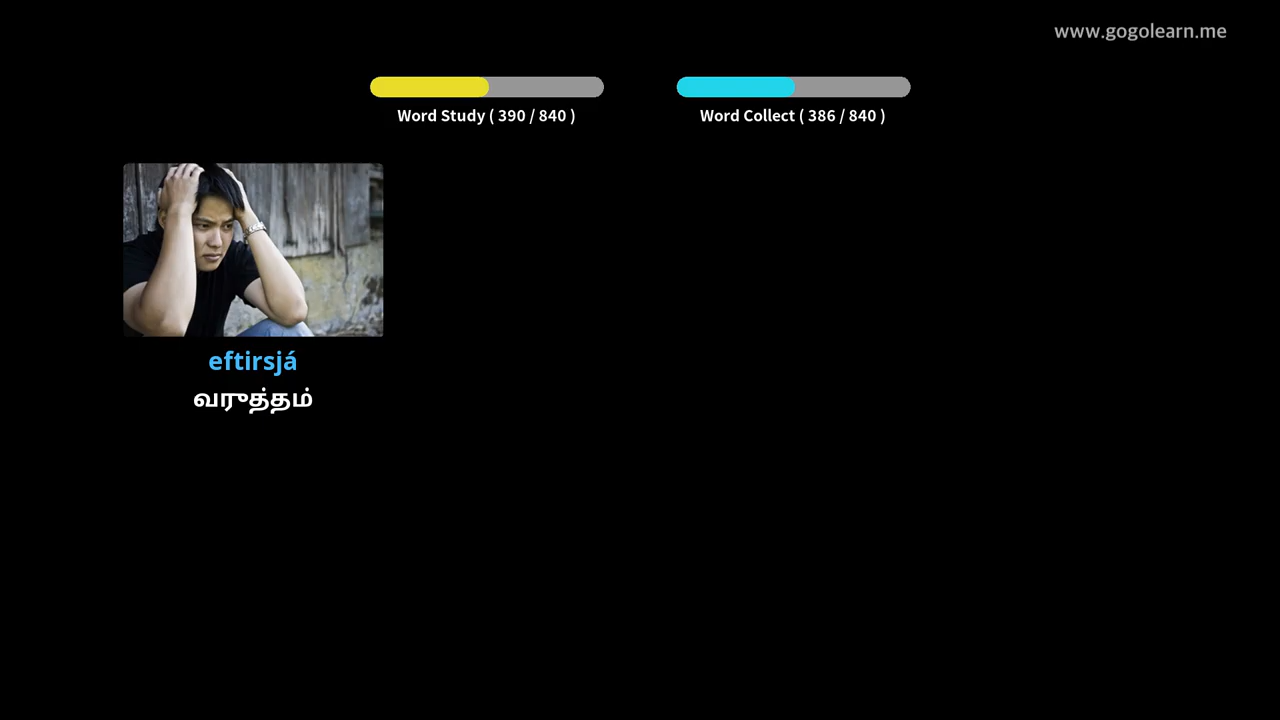 www.gogolearn.me
Word Study ( 390 / 840 )
Word Collect ( 386 / 840 )
eftirsjá
வருத்தம்